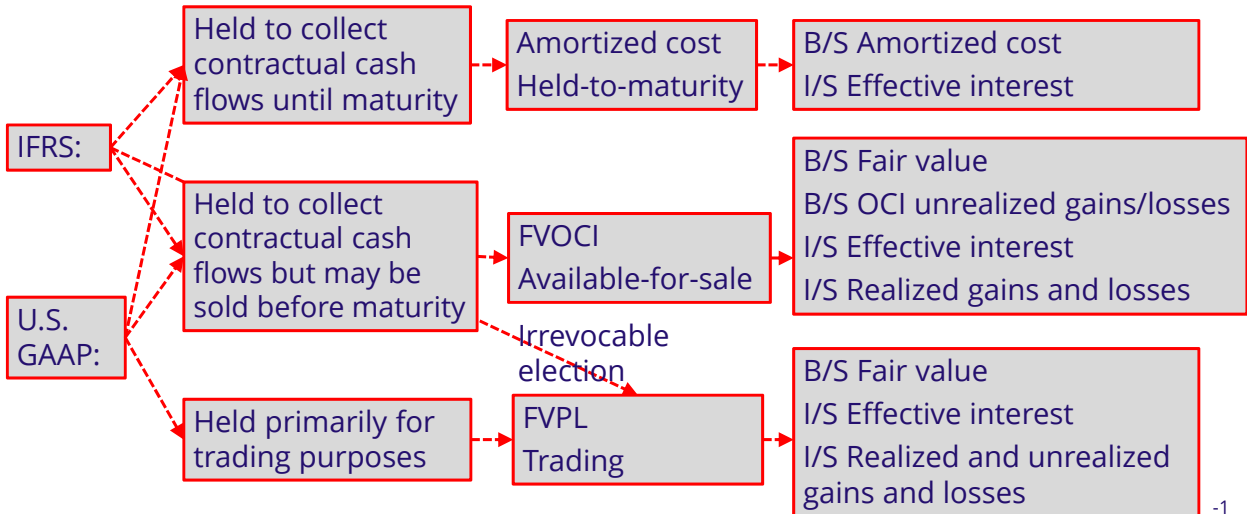 IFRS:
U.S.
GAAP:
Held to collect
contractual cash
flows until maturity
Amortized cost
Held-to-maturity
B/S Amortized cost
I/S Effective interest
Held to collect
contractual cash
flows but may be
sold before maturity
FVOCI
Available-for-sale
B/S Fair value
B/S OCI unrealized gains/losses
I/S Effective interest
I/S Realized gains and losses
Irrevocable
election
Held primarily for
trading purposes
FVPL
Trading
B/S Fair value
I/S Effective interest
I/S Realized and unrealized
gains and losses
-1